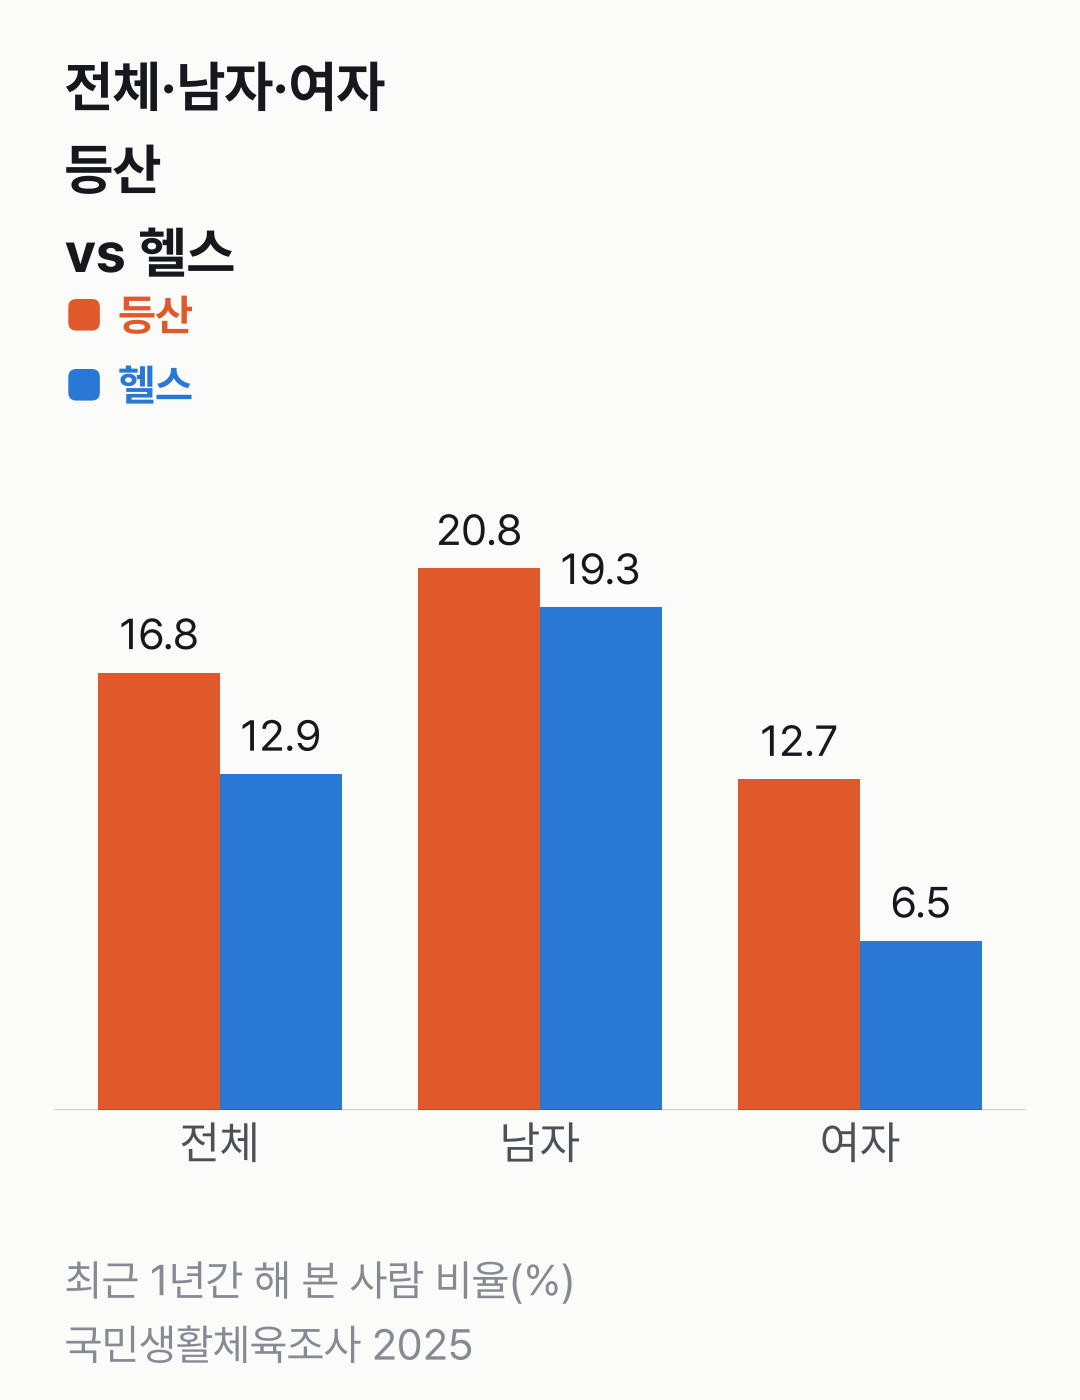 전체·남자·여자
등산
vs 헬스
등산
헬스
20.8
19.3
16.8
12.9
12.7
6.5
전체
남자
여자
최근 1년간 해 본 사람 비율(%)
국민생활체육조사 2025